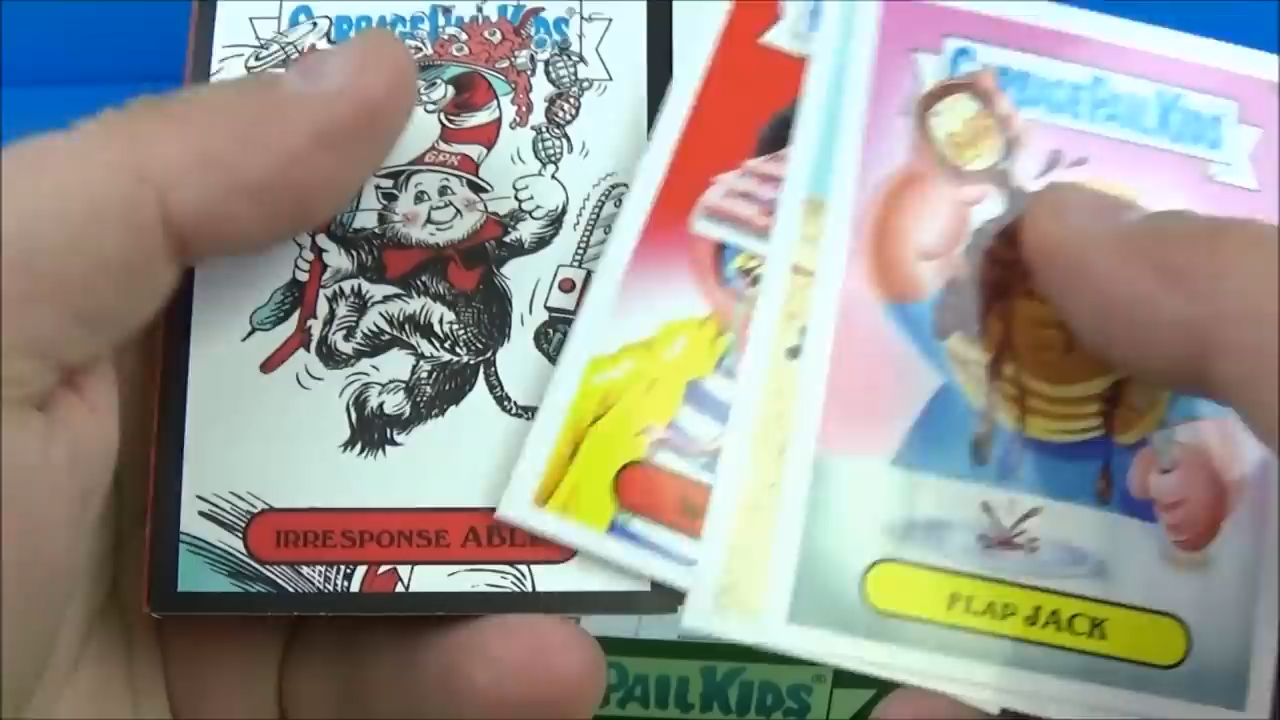 GARBAGE PAIL KIDS®
GPK
IRRESPONSE ABLE
GARBAGE PAIL KIDS
FLAP JACK
PAIL KIDS®